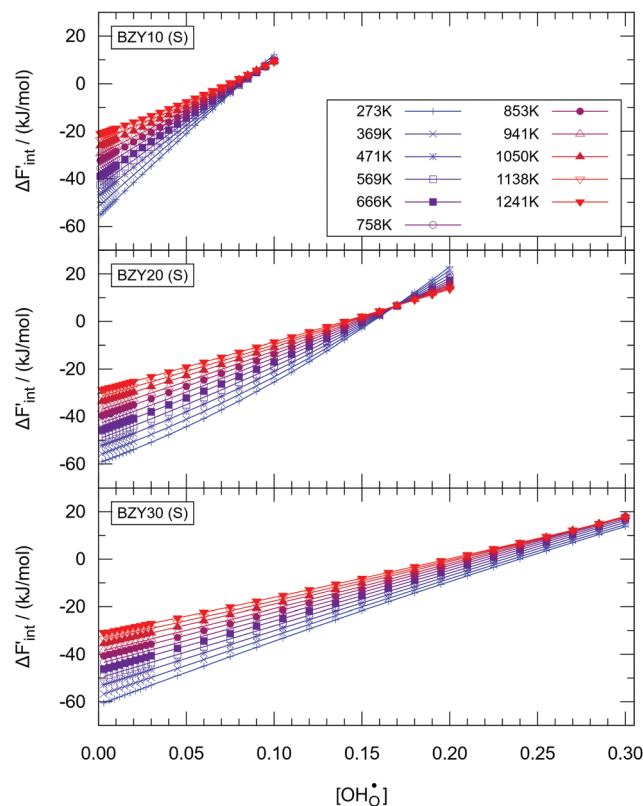 20
BZY10 (S)
0
-20
-40
-60
ΔF'int / (kJ/mol)
273K
369K
471K
569K
666K
758K
853K
941K
1050K
1138K
1241K
20
BZY20 (S)
0
-20
-40
-60
ΔF'int / (kJ/mol)
20
BZY30 (S)
0
-20
-40
-60
ΔF'int / (kJ/mol)
0.00 0.05 0.10 0.15 0.20 0.25 0.30
[OH•O]